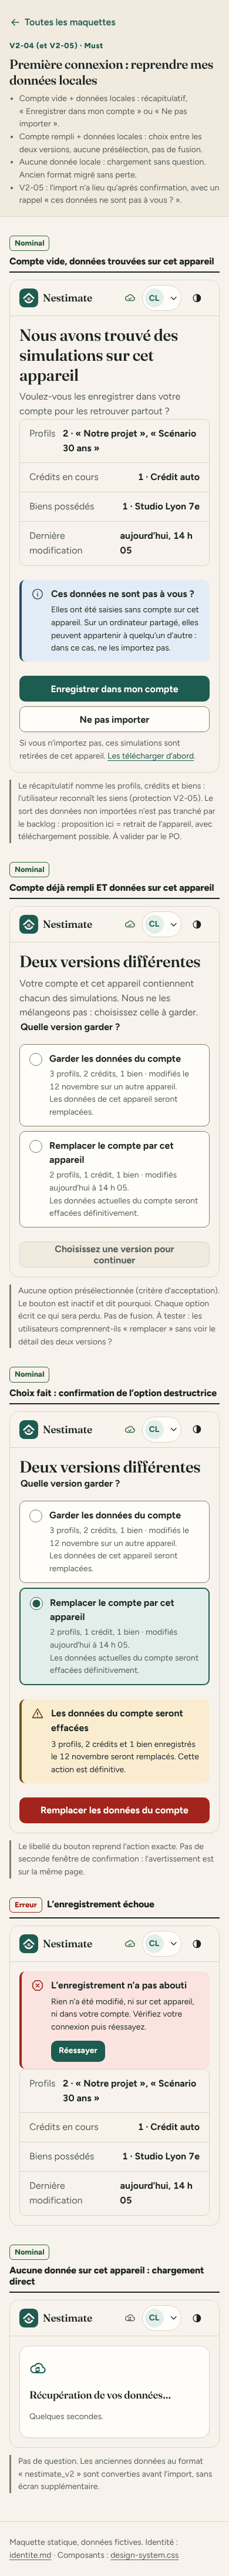 ← Toutes les maquettes
V2-04 (et V2-05) · Must
Première connexion : reprendre mes
données locales
• Compte vide + données locales : récapitulatif,
« Enregistrer dans mon compte » ou « Ne pas
importer ».
• Compte rempli + données locales : choix entre les
deux versions, aucune présélection, pas de fusion.
• Aucune donnée locale : chargement sans question.
Ancien format migré sans perte.
• V2-05 : l'import n'a lieu qu'après confirmation, avec un
rappel « ces données ne sont pas à vous ? ».
Nominal
Compte vide, données trouvées sur cet appareil
Nestimate CL
Nous avons trouvé des
simulations sur cet
appareil
Voulez-vous les enregistrer dans votre
compte pour les retrouver partout ?
Profils 2 · « Notre projet », « Scénario
30 ans »
Crédits en cours 1 · Crédit auto
Biens possédés 1 · Studio Lyon 7e
Dernière
modification
aujourd'hui, 14 h
05
Ces données ne sont pas à vous ?
Elles ont été saisies sans compte sur cet
appareil. Sur un ordinateur partagé, elles
peuvent appartenir à quelqu'un d'autre :
dans ce cas, ne les importez pas.
Enregistrer dans mon compte
Ne pas importer
Si vous n'importez pas, ces simulations sont
retirées de cet appareil. Les télécharger d'abord.
Le récapitulatif nomme les profils, crédits et biens :
l'utilisateur reconnaît les siens (protection V2-05). Le
sort des données non importées n'est pas tranché par
le backlog : proposition ici = retrait de l'appareil, avec
téléchargement possible. À valider par le PO.
Nominal
Compte déjà rempli ET données sur cet appareil
Nestimate CL
Deux versions différentes
Votre compte et cet appareil contiennent
chacun des simulations. Nous ne les
mélangeons pas : choisissez celle à garder.
Quelle version garder ?
Garder les données du compte
3 profils, 2 crédits, 1 bien · modifiés le
12 novembre sur un autre appareil.
Les données de cet appareil seront
remplacées.
Remplacer le compte par cet
appareil
2 profils, 1 crédit, 1 bien · modifiés
aujourd'hui à 14 h 05.
Les données actuelles du compte seront
effacées définitivement.
Choisissez une version pour
continuer
Aucune option présélectionnée (critère d'acceptation).
Le bouton est inactif et dit pourquoi. Chaque option
écrit ce qui sera perdu. Pas de fusion. À tester : les
utilisateurs comprennent-ils « remplacer » sans voir le
détail des deux versions ?
Nominal
Choix fait : confirmation de l'option destructrice
Nestimate CL
Deux versions différentes
Quelle version garder ?
Garder les données du compte
3 profils, 2 crédits, 1 bien · modifiés le
12 novembre sur un autre appareil.
Les données de cet appareil seront
remplacées.
Remplacer le compte par cet
appareil
2 profils, 1 crédit, 1 bien · modifiés
aujourd'hui à 14 h 05.
Les données actuelles du compte seront
effacées définitivement.
Les données du compte seront
effacées
3 profils, 2 crédits et 1 bien enregistrés
le 12 novembre seront remplacés. Cette
action est définitive.
Remplacer les données du compte
Le libellé du bouton reprend l'action exacte. Pas de
seconde fenêtre de confirmation : l'avertissement est
sur la même page.
Erreur L'enregistrement échoue
Nestimate CL
L'enregistrement n'a pas abouti
Rien n'a été modifié, ni sur cet appareil,
ni dans votre compte. Vérifiez votre
connexion puis réessayez.
Réessayer
Profils 2 · « Notre projet », « Scénario
30 ans »
Crédits en cours 1 · Crédit auto
Biens possédés 1 · Studio Lyon 7e
Dernière
modification
aujourd'hui, 14 h
05
Nominal
Aucune donnée sur cet appareil : chargement
direct
Nestimate CL
Récupération de vos données…
Quelques secondes.
Pas de question. Les anciennes données au format
« nestimate_v2 » sont converties avant l'import, sans
écran supplémentaire.
Maquette statique, données fictives. Identité :
identite.md · Composants : design-system.css